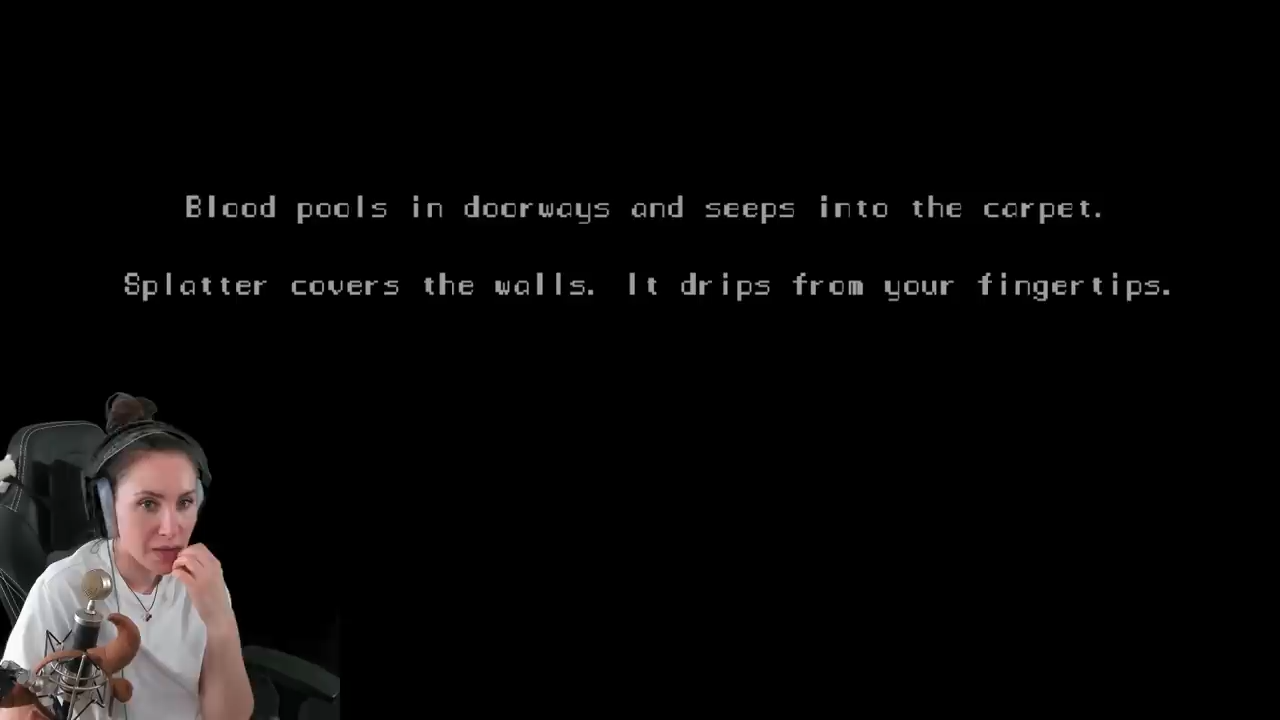 Blood pools in doorways and seeps into the carpet.
Splatter covers the walls. It drips from your fingertips.